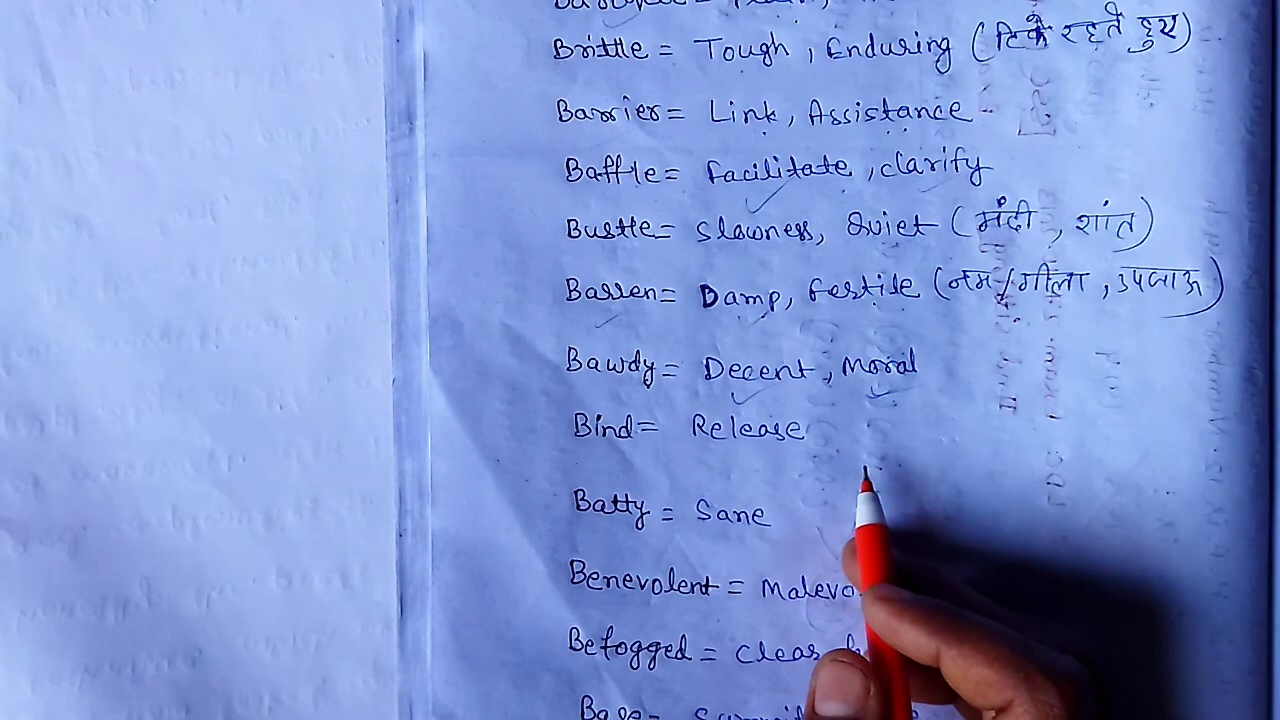 Brittle = Tough , Enduring (टिके रहते हुए)
Barrier = Link , Assistance
Baffle = Facilitate , clarify
Bustle = Slowness, Quiet (मंदी , शांत)
Barren = Damp, Fertile (नम/गीला , उपजाऊ)
Bawdy = Decent , Moral
Bind = Release
Batty = Sane
Benevolent = Malevo
Befogged = Clear
Base =